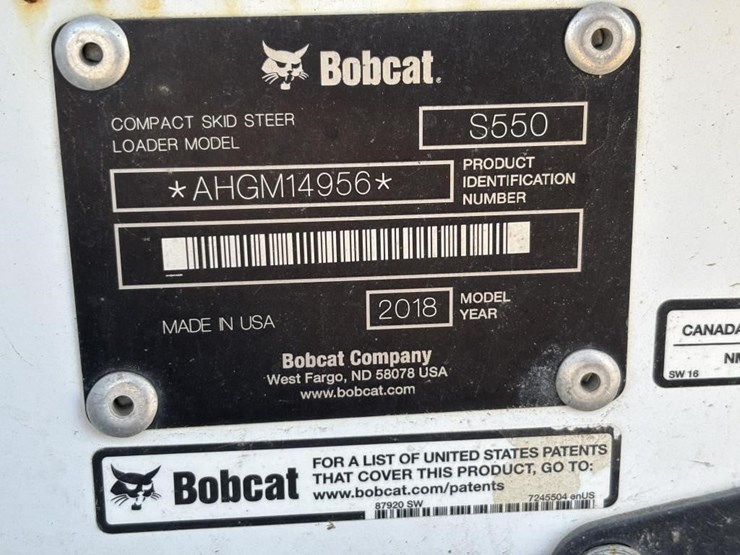 Bobcat.
COMPACT SKID STEER
LOADER MODEL
S550
*AHGM14956*
PRODUCT
IDENTIFICATION
NUMBER
MADE IN USA
2018
MODEL
YEAR
Bobcat Company
West Fargo, ND 58078 USA
www.bobcat.com
CANADA
SW 16
Bobcat
FOR A LIST OF UNITED STATES PATENTS
THAT COVER THIS PRODUCT, GO TO:
www.bobcat.com/patents
87920 SW
7245504 enUS